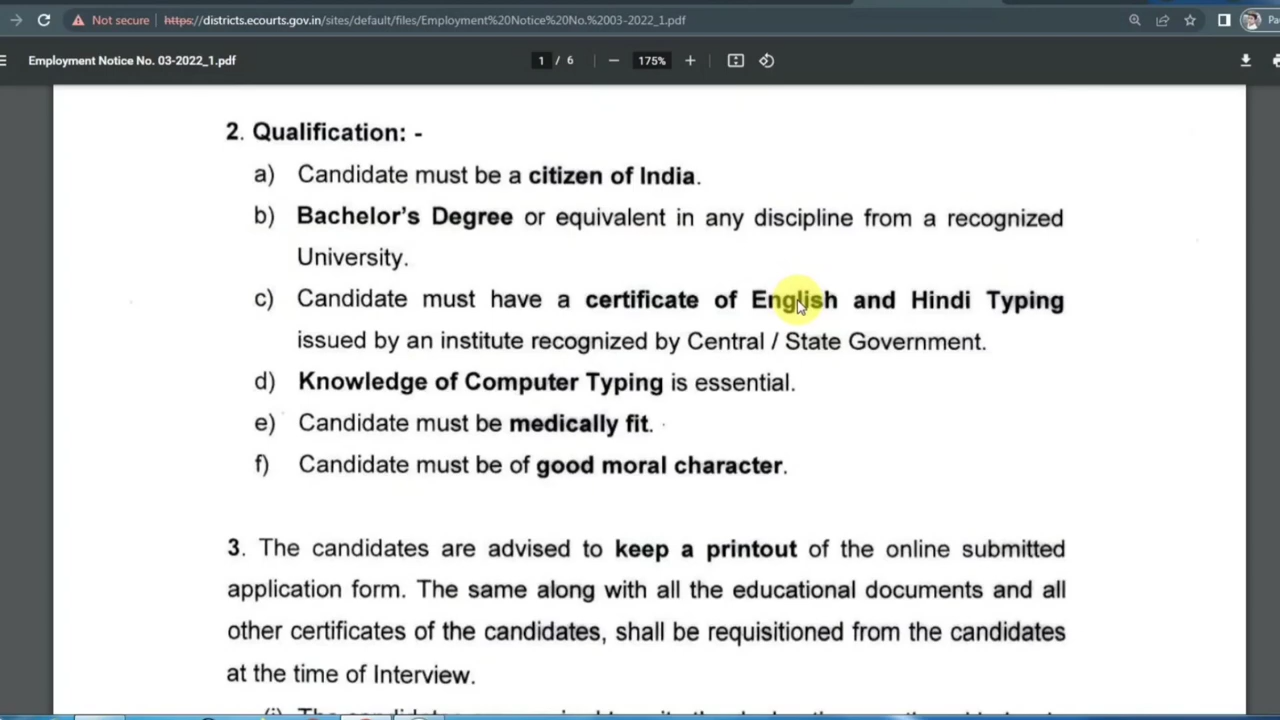 Not secure | https://districts.ecourts.gov.in/sites/default/files/Employment%20Notice%20No.%2003-2022_1.pdf
Employment Notice No. 03-2022_1.pdf 1 / 6 175%
2. Qualification: -
a) Candidate must be a citizen of India.
b) Bachelor's Degree or equivalent in any discipline from a recognized
University.
c) Candidate must have a certificate of English and Hindi Typing
issued by an institute recognized by Central / State Government.
d) Knowledge of Computer Typing is essential.
e) Candidate must be medically fit.
f) Candidate must be of good moral character.
3. The candidates are advised to keep a printout of the online submitted
application form. The same along with all the educational documents and all
other certificates of the candidates, shall be requisitioned from the candidates
at the time of Interview.